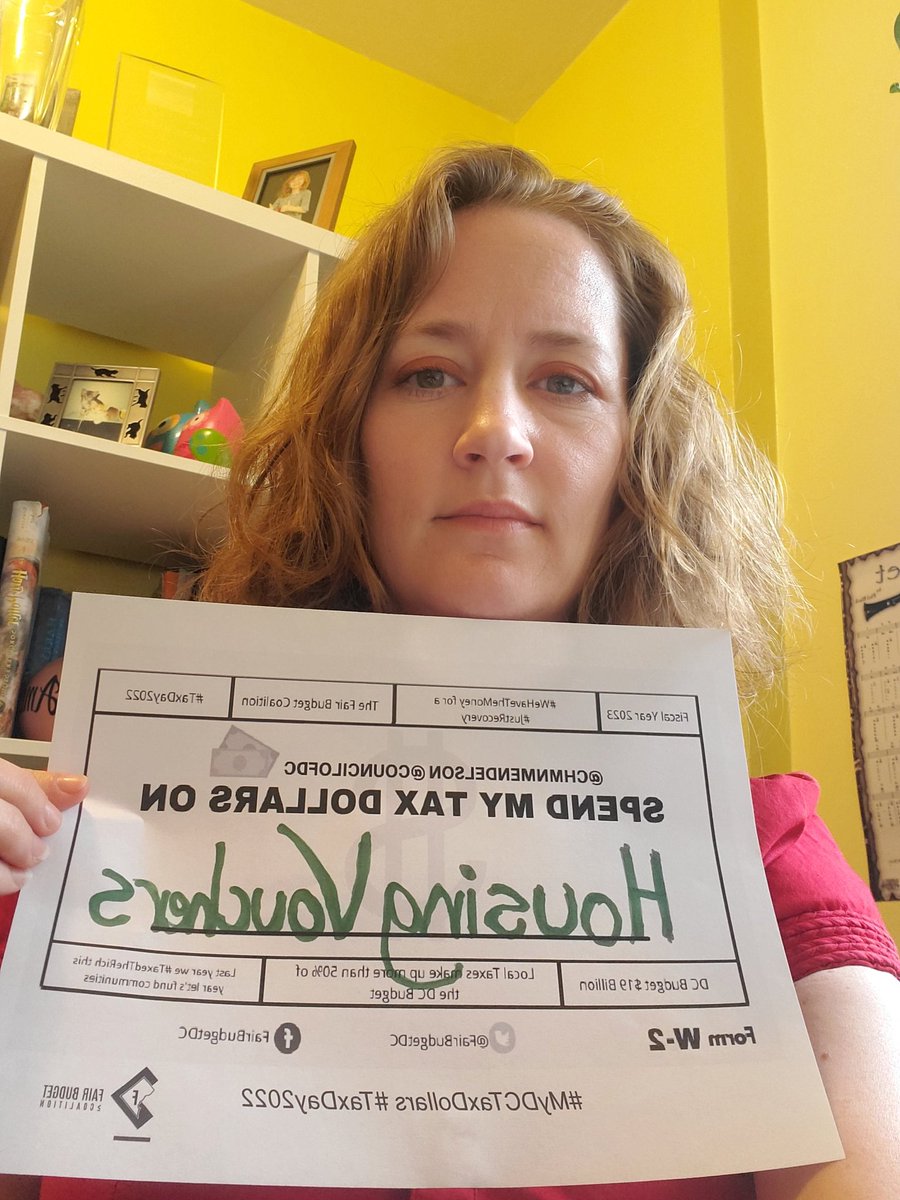 Fiscal Year 2023
#WeHaveTheMoney for a
#JustRecovery
The Fair Budget Coalition
#TaxDay2022
@CHMNMENDELSON @COUNCILOFDC
SPEND MY TAX DOLLARS ON
Housing Vouchers
DC Budget $19 Billion
Local Taxes make up more than 50% of
the DC Budget
Last year we #TaxedTheRich this
year let's fund communities
Form W-2
@FairBudgetDC
FairBudgetDC
#MyDCTaxDollars #TaxDay2022
FAIR BUDGET
COALITION